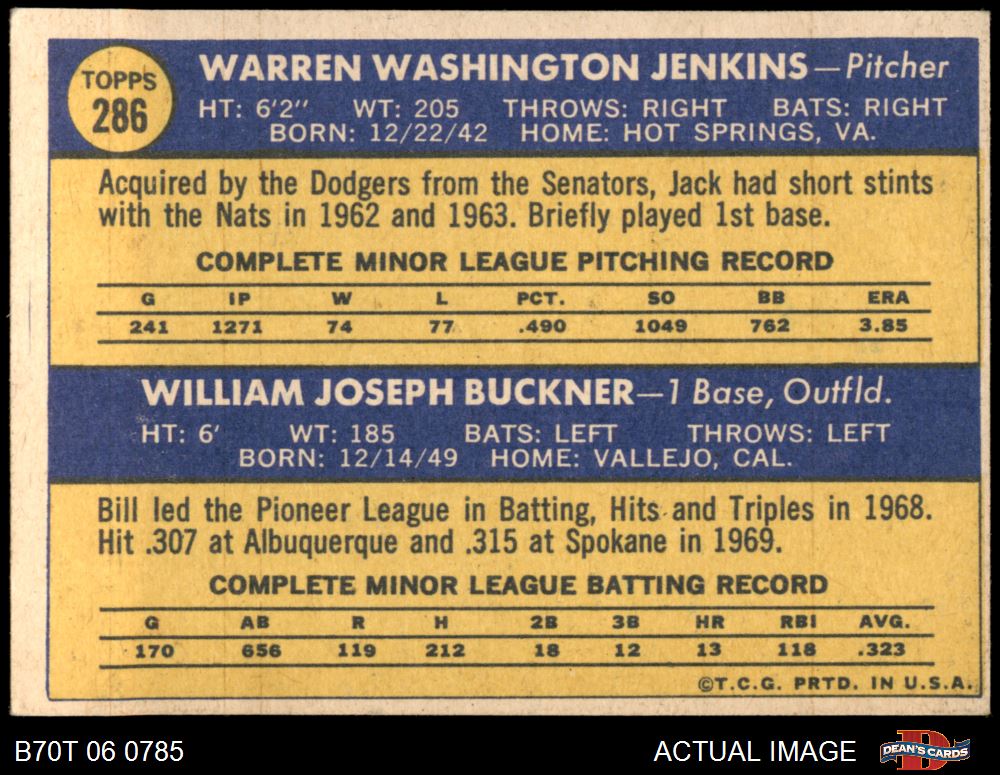 TOPPS
286
WARREN WASHINGTON JENKINS—Pitcher
HT: 6'2" WT: 205 THROWS: RIGHT BATS: RIGHT
BORN: 12/22/42 HOME: HOT SPRINGS, VA.
Acquired by the Dodgers from the Senators, Jack had short stints
with the Nats in 1962 and 1963. Briefly played 1st base.
COMPLETE MINOR LEAGUE PITCHING RECORD
G IP W L PCT. SO BB ERA
241 1271 74 77 .490 1049 762 3.85
WILLIAM JOSEPH BUCKNER—1 Base, Outfld.
HT: 6' WT: 185 BATS: LEFT THROWS: LEFT
BORN: 12/14/49 HOME: VALLEJO, CAL.
Bill led the Pioneer League in Batting, Hits and Triples in 1968.
Hit .307 at Albuquerque and .315 at Spokane in 1969.
COMPLETE MINOR LEAGUE BATTING RECORD
G AB R H 2B 3B HR RBI AVG.
170 656 119 212 18 12 13 118 .323
©T.C.G. PRTD. IN U.S.A.
B70T 06 0785 ACTUAL IMAGE D DEAN'S CARDS